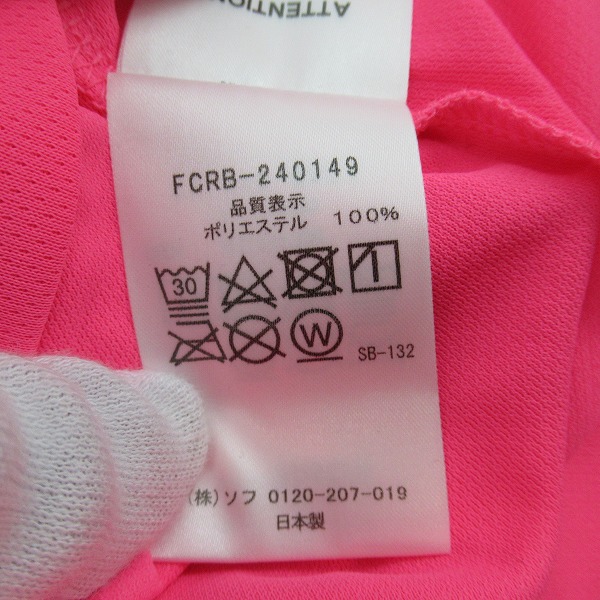 ATTENTION
FCRB-240149
品質表示
ポリエステル 100%
30
W
SB-132
(株)ソフ 0120-207-019
日本製